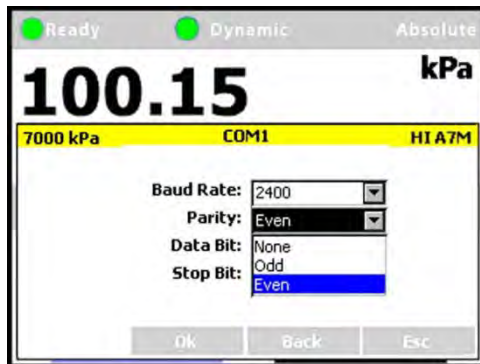 Ready Dynamic Absolute
100.15 kPa
7000 kPa COM1 HI A7M
Baud Rate: 2400
Parity: Even
Data Bit: None
Odd
Stop Bit: Even
Ok Back Esc